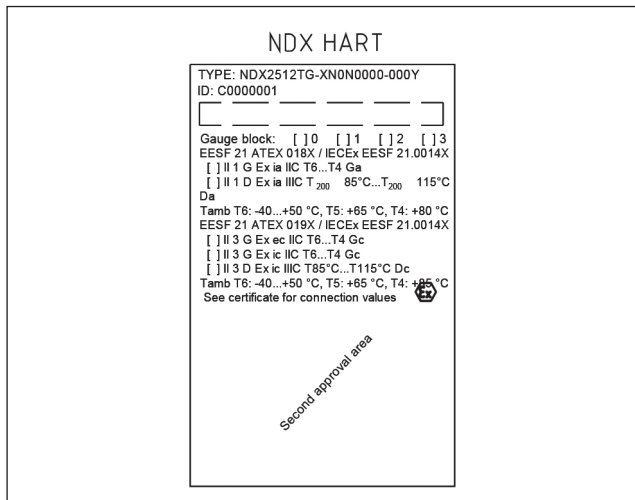 NDX HART
TYPE: NDX2512TG-XN0N0000-000Y
ID: C0000001
Gauge block: [ ] 0 [ ] 1 [ ] 2 [ ] 3
EESF 21 ATEX 018X / IECEx EESF 21.0014X
[ ] II 1 G Ex ia IIC T6...T4 Ga
[ ] II 1 D Ex ia IIIC T200 85°C...T200 115°C
Da
Tamb T6: -40...+50 °C, T5: +65 °C, T4: +80 °C
EESF 21 ATEX 019X / IECEx EESF 21.0014X
[ ] II 3 G Ex ec IIC T6...T4 Gc
[ ] II 3 G Ex ic IIC T6...T4 Gc
[ ] II 3 D Ex ic IIIC T85°C...T115°C Dc
Tamb T6: -40...+50 °C, T5: +65 °C, T4: +85 °C
See certificate for connection values
Ex
Second approval area